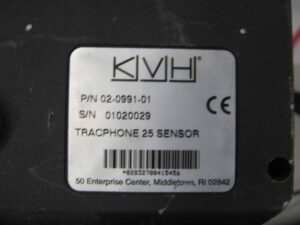 KVH®
P/N 02-0991-01
S/N 01020029
CE
TRACPHONE 25 SENSOR
50 Enterprise Center, Middletown, RI 02842